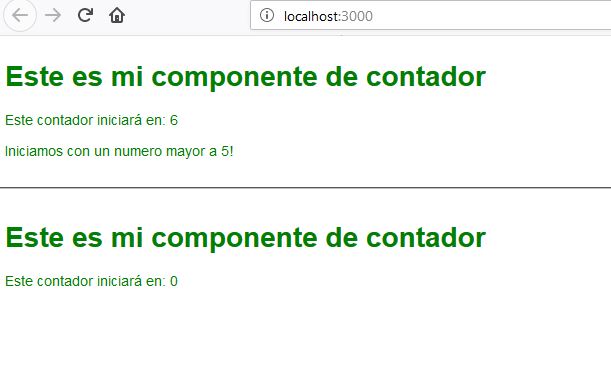 localhost:3000
Este es mi componente de contador
Este contador iniciará en: 6
Iniciamos con un numero mayor a 5!
Este es mi componente de contador
Este contador iniciará en: 0